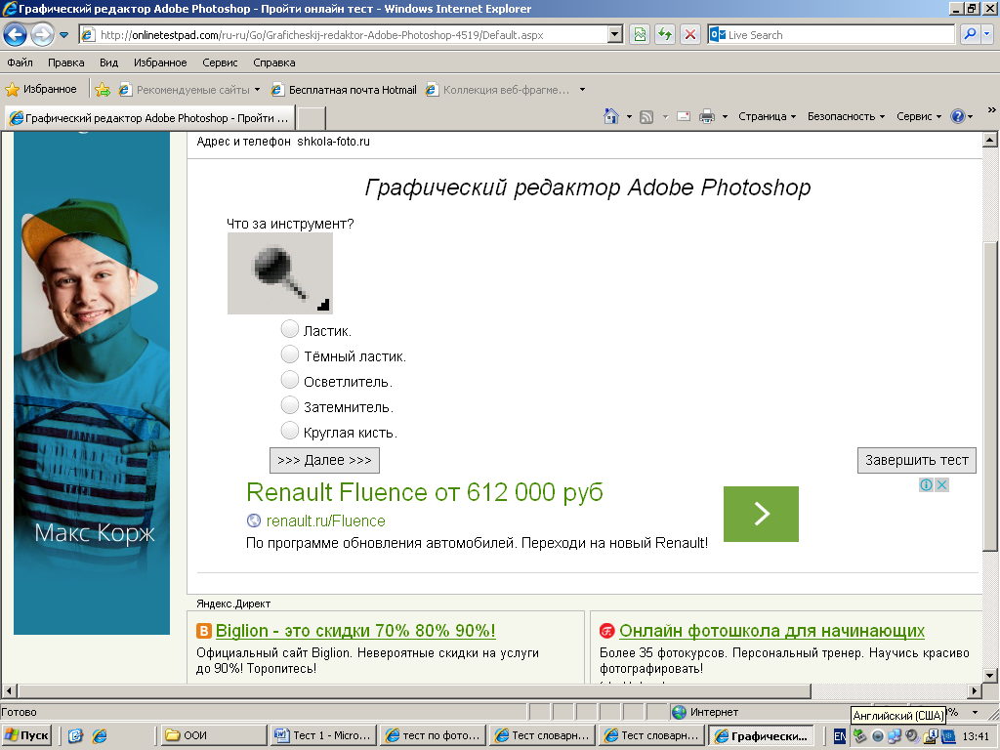 Графический редактор Adobe Photoshop - Пройти онлайн тест - Windows Internet Explorer
http://onlinetestpad.com/ru-ru/Go/Graficheskij-redaktor-Adobe-Photoshop-4519/Default.aspx
Live Search
Файл Правка Вид Избранное Сервис Справка
Избранное Рекомендуемые сайты Бесплатная почта Hotmail Коллекция веб-фрагме...
Графический редактор Adobe Photoshop - Пройти ...
Страница Безопасность Сервис
Адрес и телефон shkola-foto.ru
Графический редактор Adobe Photoshop
Что за инструмент?
Ластик.
Тёмный ластик.
Осветлитель.
Затемнитель.
Круглая кисть.
>>> Далее >>>
Завершить тест
Renault Fluence от 612 000 руб
renault.ru/Fluence
По программе обновления автомобилей. Переходи на новый Renault!
Макс Корж
Яндекс.Директ
Biglion - это скидки 70% 80% 90%!
Официальный сайт Biglion. Невероятные скидки на услуги
до 90%! Торопитесь!
Онлайн фотошкола для начинающих
Более 35 фотокурсов. Персональный тренер. Научись красиво
фотографировать!
Готово
Интернет
Английский (США)
Пуск
ООИ
Тест 1 - Micro...
тест по фото...
Тест словарн...
Тест словарн...
Графически...
EN
13:41